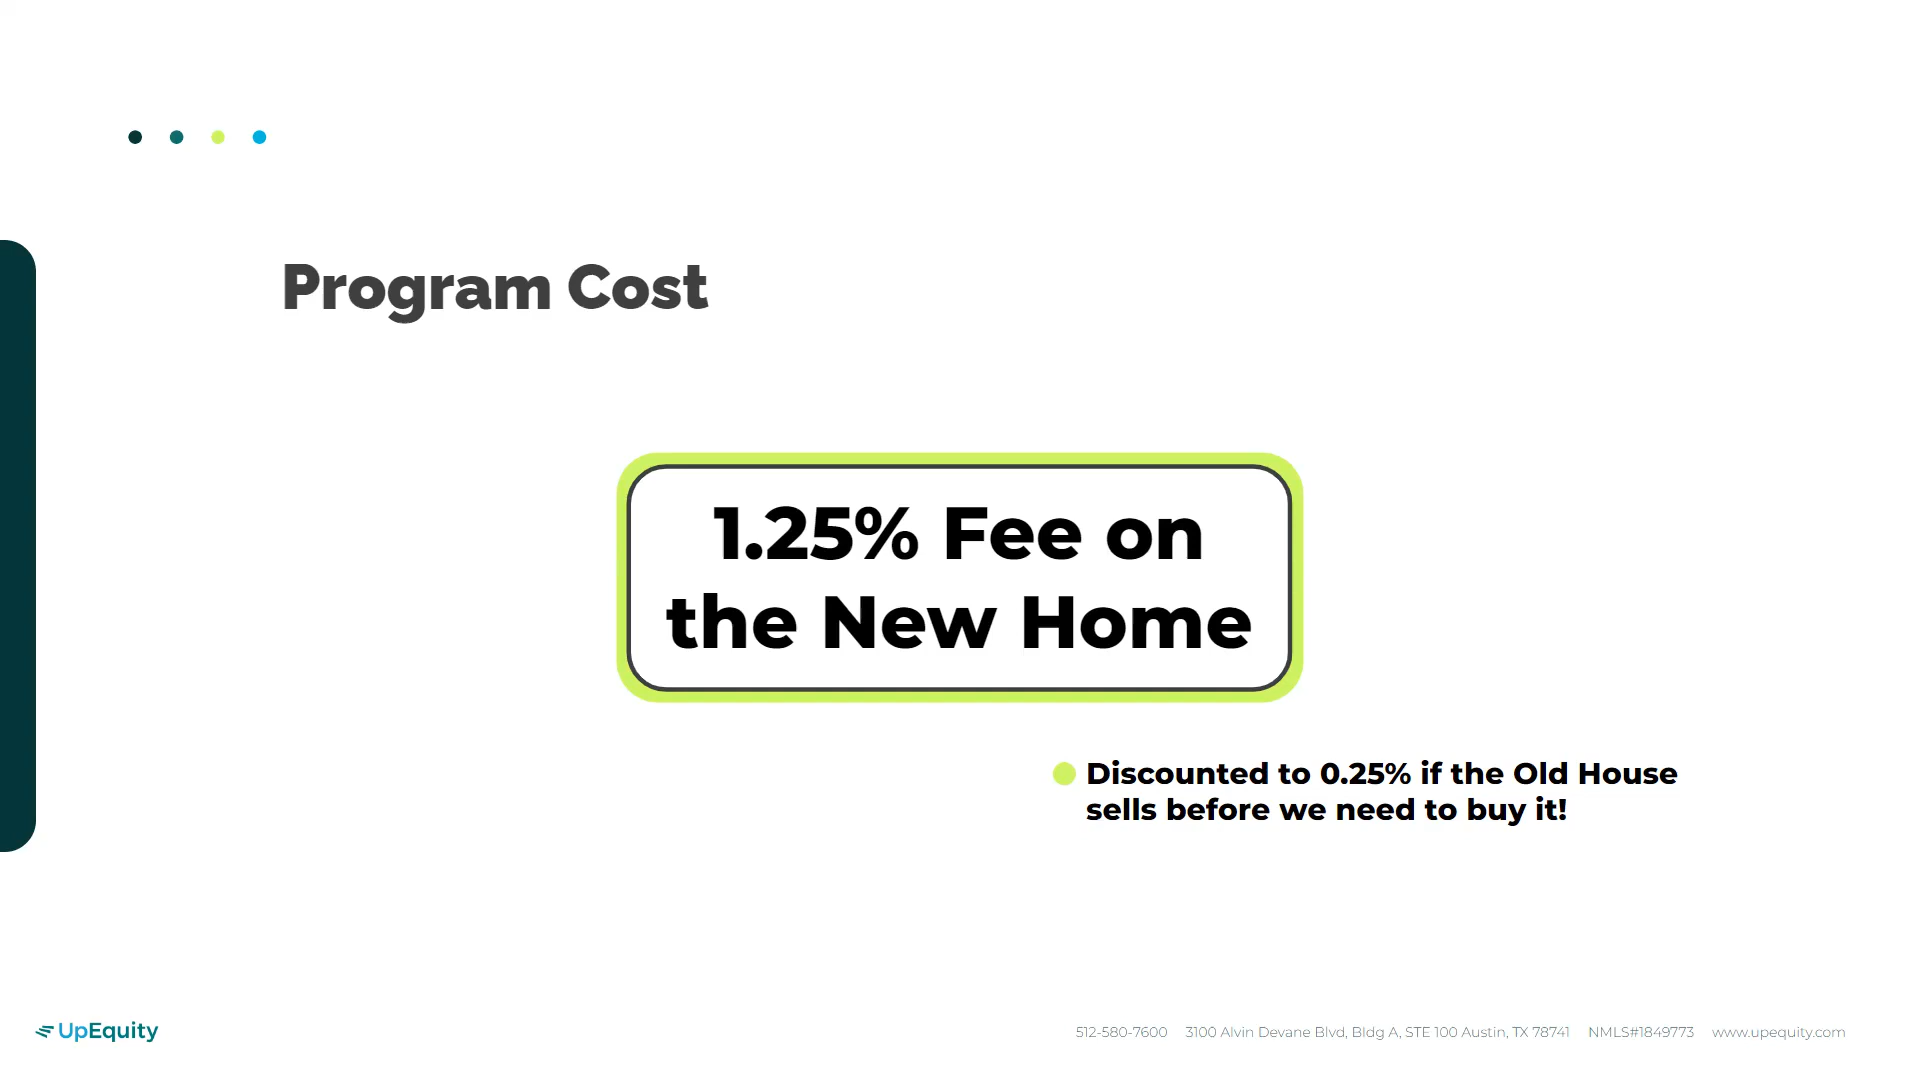 Program Cost
1.25% Fee on
the New Home
Discounted to 0.25% if the Old House
sells before we need to buy it!
UpEquity
512-580-7600 3100 Alvin Devane Blvd, Bldg A, STE 100 Austin, TX 78741 NMLS#1849773 www.upequity.com